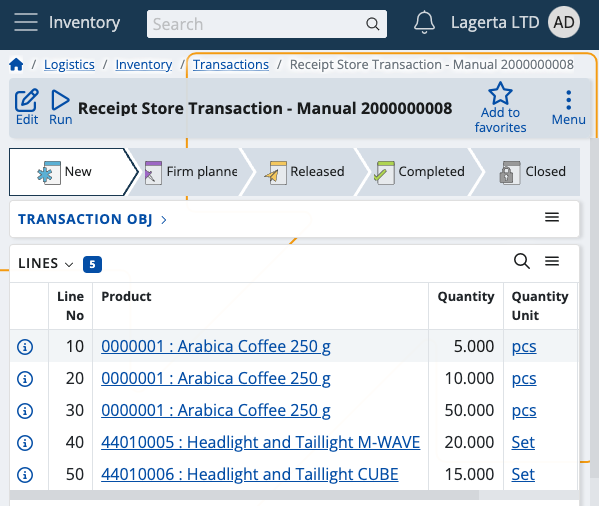 Inventory Search Lagerta LTD AD
/ Logistics / Inventory / Transactions / Receipt Store Transaction - Manual 2000000008
Edit Run Receipt Store Transaction - Manual 2000000008 Add to favorites Menu
New Firm planne Released Completed Closed
TRANSACTION OBJ
LINES 5
Line No Product Quantity Quantity Unit
10 0000001 : Arabica Coffee 250 g 5.000 pcs
20 0000001 : Arabica Coffee 250 g 10.000 pcs
30 0000001 : Arabica Coffee 250 g 50.000 pcs
40 44010005 : Headlight and Taillight M-WAVE 20.000 Set
50 44010006 : Headlight and Taillight CUBE 15.000 Set